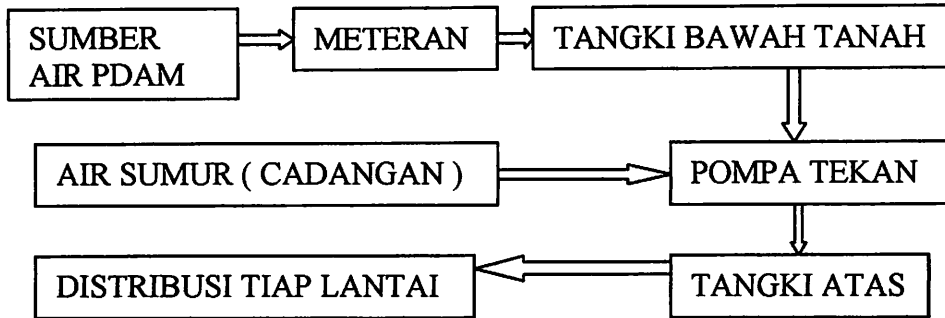 SUMBER
AIR PDAM
METERAN
TANGKI BAWAH TANAH
AIR SUMUR ( CADANGAN )
POMPA TEKAN
DISTRIBUSI TIAP LANTAI
TANGKI ATAS